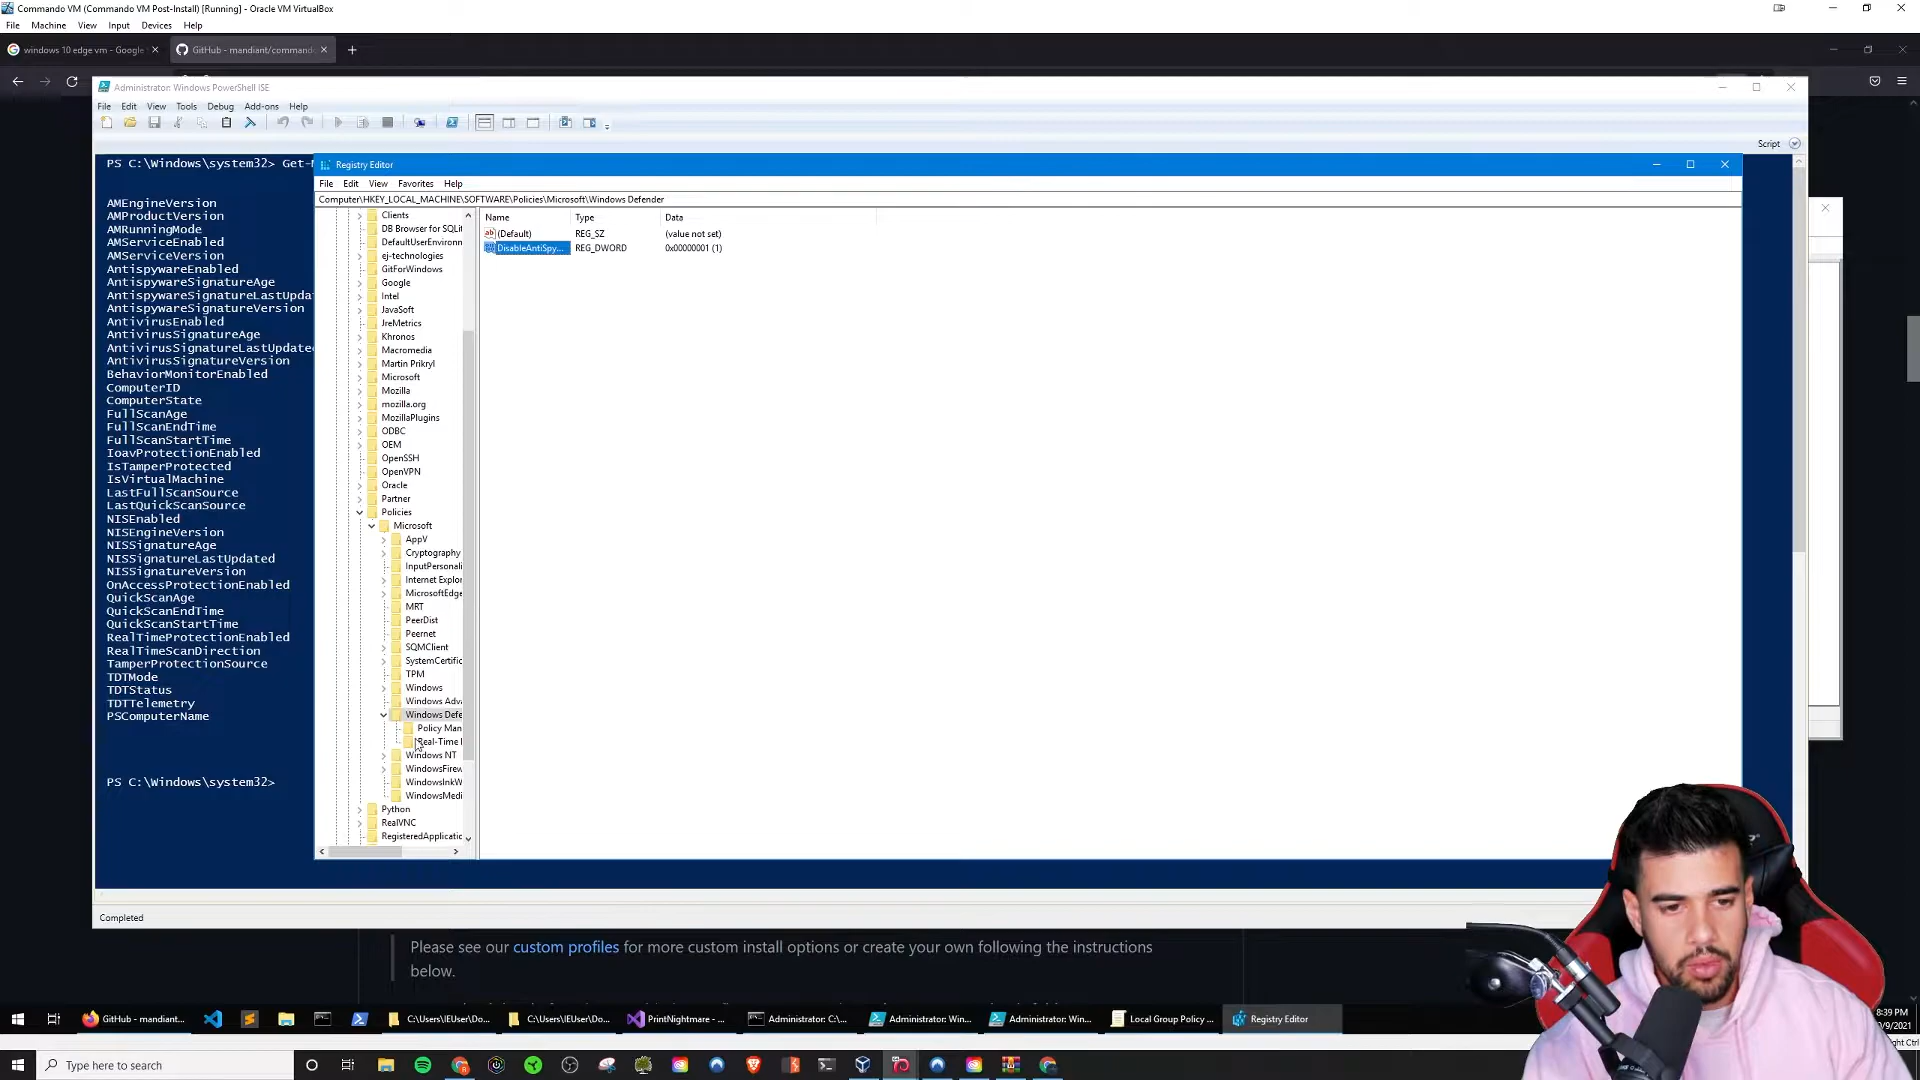 Commando VM (Commando VM Post-Install) [Running] - Oracle VM VirtualBox
File Machine View Input Devices Help
windows 10 edge vm - Google
GitHub - mandiant/command
Administrator: Windows PowerShell ISE
File Edit View Tools Debug Add-ons Help
Script
PS C:\Windows\system32> Get-
AMEngineVersion
AMProductVersion
AMRunningMode
AMServiceEnabled
AMServiceVersion
AntispywareEnabled
AntispywareSignatureAge
AntispywareSignatureLastUpda
AntispywareSignatureVersion
AntivirusEnabled
AntivirusSignatureAge
AntivirusSignatureLastUpdate
AntivirusSignatureVersion
BehaviorMonitorEnabled
ComputerID
ComputerState
FullScanAge
FullScanEndTime
FullScanStartTime
IoavProtectionEnabled
IsTamperProtected
IsVirtualMachine
LastFullScanSource
LastQuickScanSource
NISEnabled
NISEngineVersion
NISSignatureAge
NISSignatureLastUpdated
NISSignatureVersion
OnAccessProtectionEnabled
QuickScanAge
QuickScanEndTime
QuickScanStartTime
RealTimeProtectionEnabled
RealTimeScanDirection
TamperProtectionSource
TDTMode
TDTStatus
TDTTelemetry
PSComputerName
PS C:\Windows\system32>
Completed
Registry Editor
File Edit View Favorites Help
Computer\HKEY_LOCAL_MACHINE\SOFTWARE\Policies\Microsoft\Windows Defender
Clients
DB Browser for SQLit
DefaultUserEnvironn
ej-technologies
GitForWindows
Google
Intel
JavaSoft
JreMetrics
Khronos
Macromedia
Martin Prikryl
Microsoft
Mozilla
mozilla.org
MozillaPlugins
ODBC
OEM
OpenSSH
OpenVPN
Oracle
Partner
Policies
Microsoft
AppV
Cryptography
InputPersonali
Internet Explor
MicrosoftEdge
MRT
PeerDist
Peernet
SQMClient
SystemCertific
TPM
Windows
Windows Adva
Windows Defe
Policy Man
Real-Time
Windows NT
WindowsFirew
WindowsInkW
WindowsMedi
Python
RealVNC
RegisteredApplicatic
Name Type Data
(Default) REG_SZ (value not set)
DisableAntiSpy... REG_DWORD 0x00000001 (1)
Please see our custom profiles for more custom install options or create your own following the instructions
below.
GitHub - mandiant...
C:\Users\IEUser\Do...
C:\Users\IEUser\Do...
PrintNightmare - ...
Administrator: C:\...
Administrator: Win...
Administrator: Win...
Local Group Policy ...
Registry Editor
8:39 PM
/9/2021
ght Ctrl
Type here to search